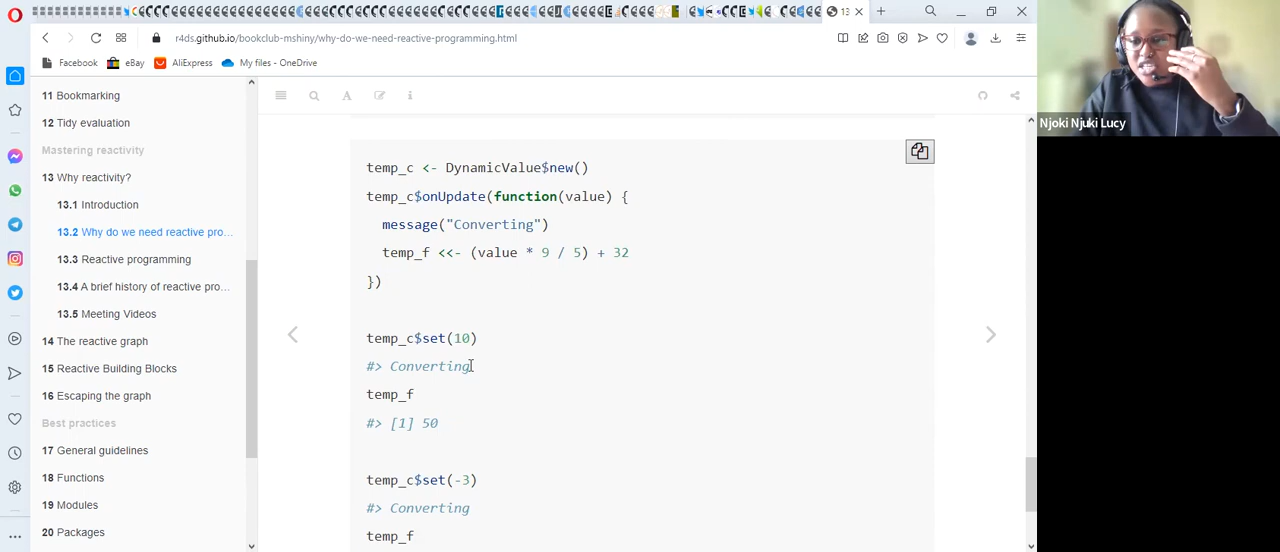 13
r4ds.github.io/bookclub-mshiny/why-do-we-need-reactive-programming.html
Facebook
eBay
AliExpress
My files - OneDrive
11 Bookmarking
12 Tidy evaluation
Mastering reactivity
13 Why reactivity?
13.1 Introduction
13.2 Why do we need reactive pro...
13.3 Reactive programming
13.4 A brief history of reactive pro...
13.5 Meeting Videos
14 The reactive graph
15 Reactive Building Blocks
16 Escaping the graph
Best practices
17 General guidelines
18 Functions
19 Modules
20 Packages
temp_c <- DynamicValue$new()
temp_c$onUpdate(function(value) {
message("Converting")
temp_f <<- (value * 9 / 5) + 32
})
temp_c$set(10)
#> Converting
temp_f
#> [1] 50
temp_c$set(-3)
#> Converting
temp_f
Njoki Njuki Lucy